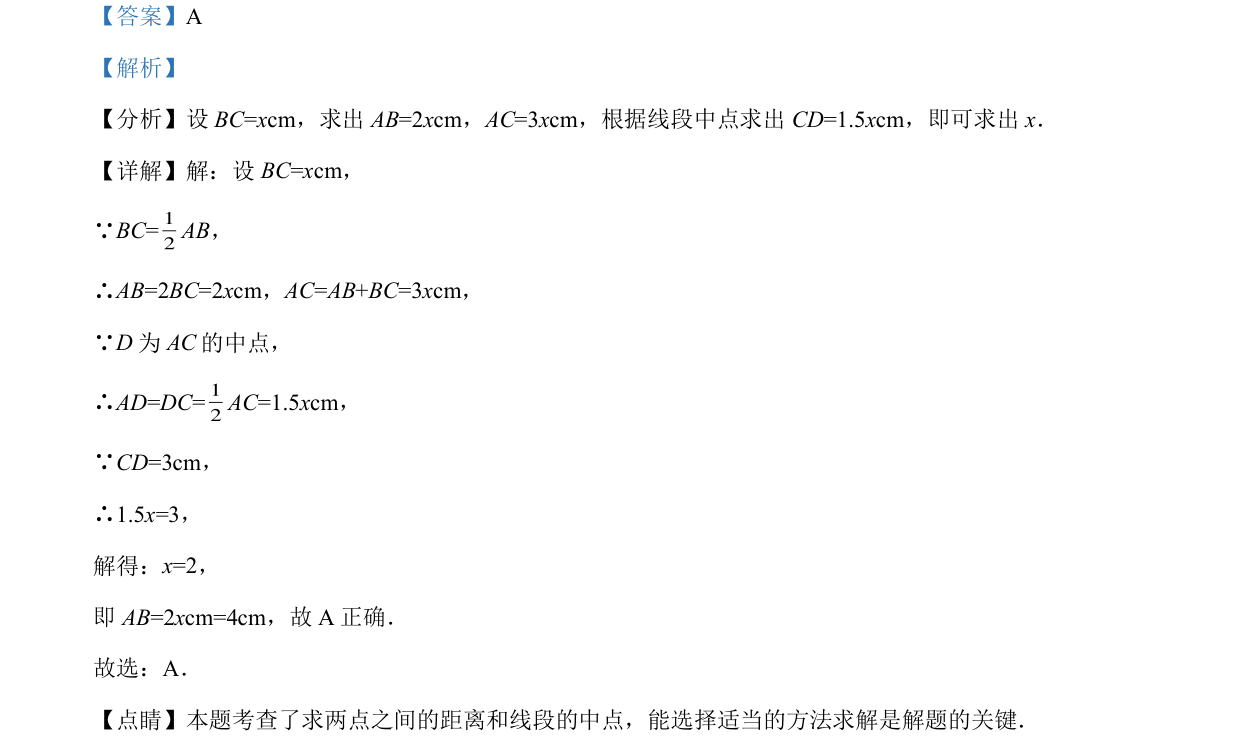 【答案】A
【解析】
【分析】设 BC=xcm，求出 AB=2xcm，AC=3xcm，根据线段中点求出 CD=1.5xcm，即可求出 x．
【详解】解：设 BC=xcm，
∵BC=1/2 AB，
∴AB=2BC=2xcm，AC=AB+BC=3xcm，
∵D 为 AC 的中点，
∴AD=DC=1/2 AC=1.5xcm，
∵CD=3cm，
∴1.5x=3，
解得：x=2，
即 AB=2xcm=4cm，故 A 正确．
故选：A．
【点睛】本题考查了求两点之间的距离和线段的中点，能选择适当的方法求解是解题的关键．